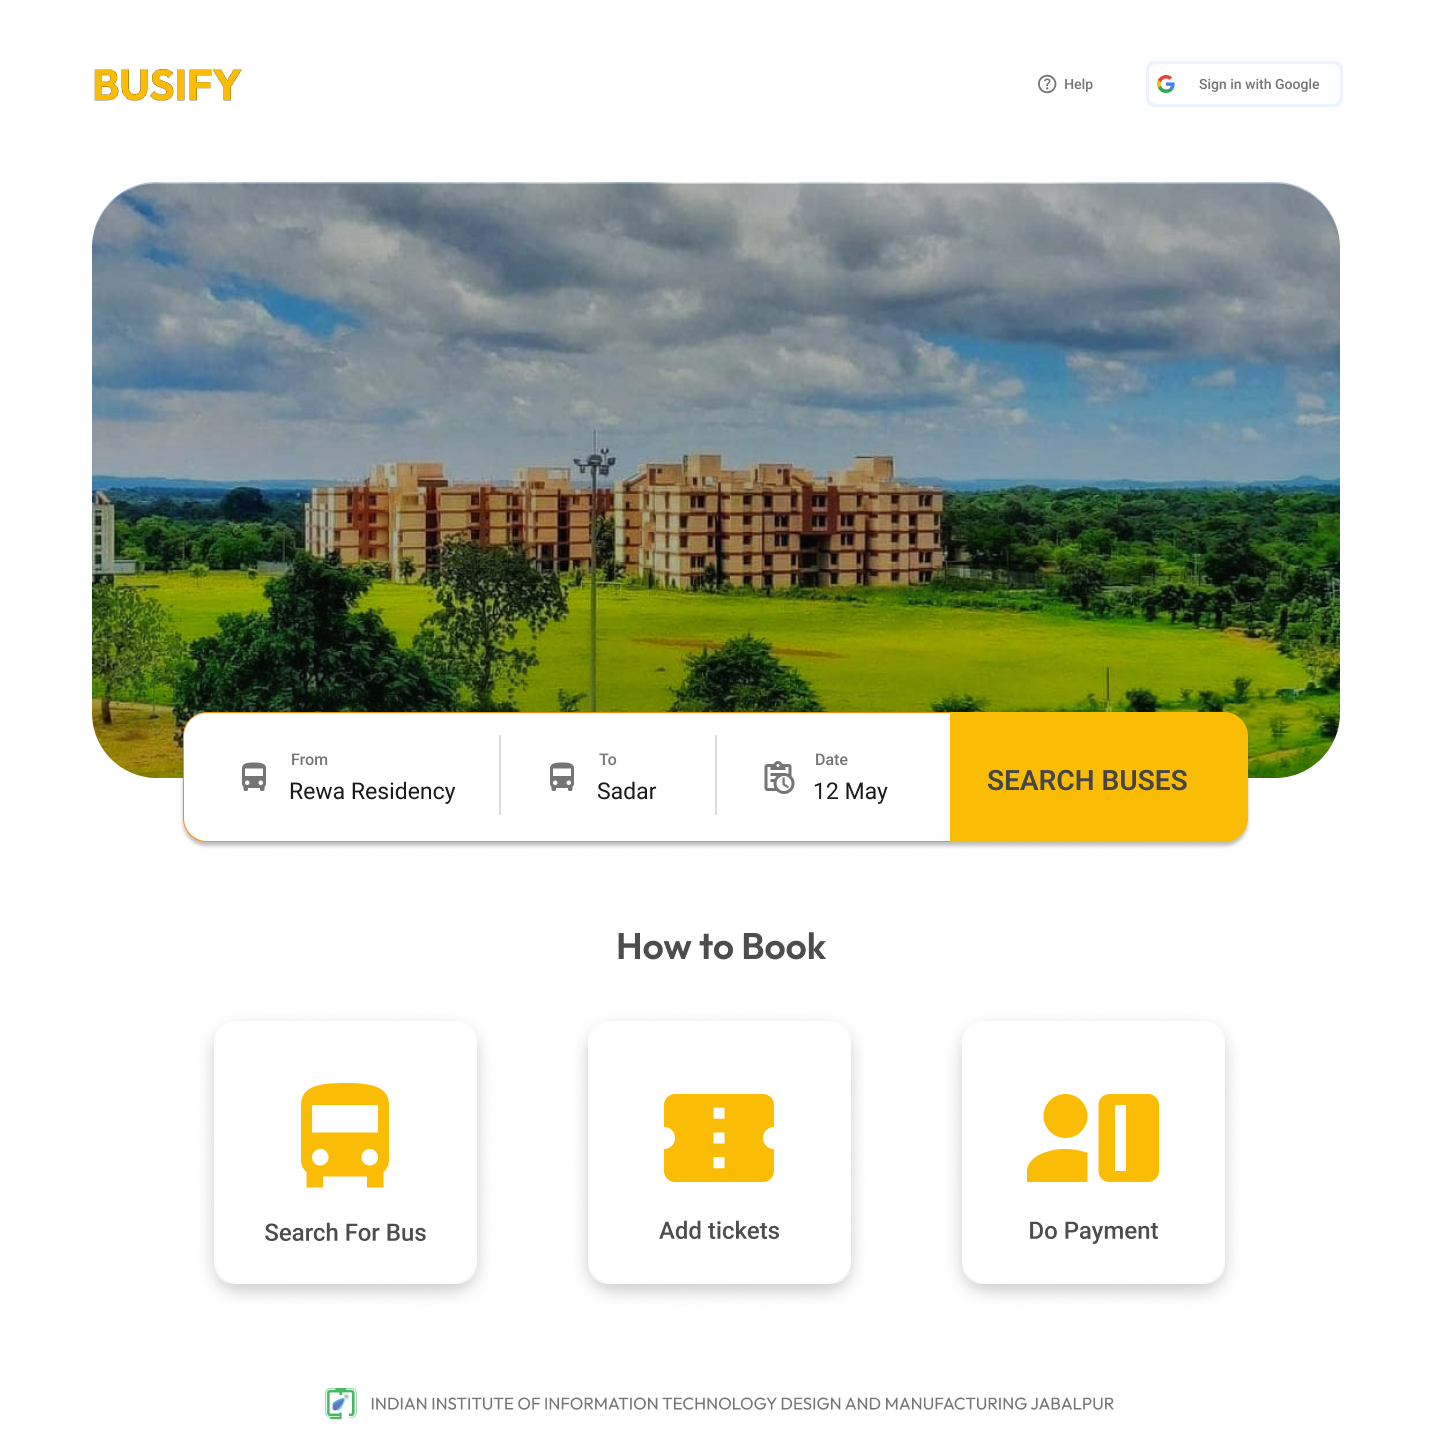 BUSIFY
Help
Sign in with Google
From
Rewa Residency
To
Sadar
Date
12 May
SEARCH BUSES
How to Book
Search For Bus
Add tickets
Do Payment
INDIAN INSTITUTE OF INFORMATION TECHNOLOGY DESIGN AND MANUFACTURING JABALPUR